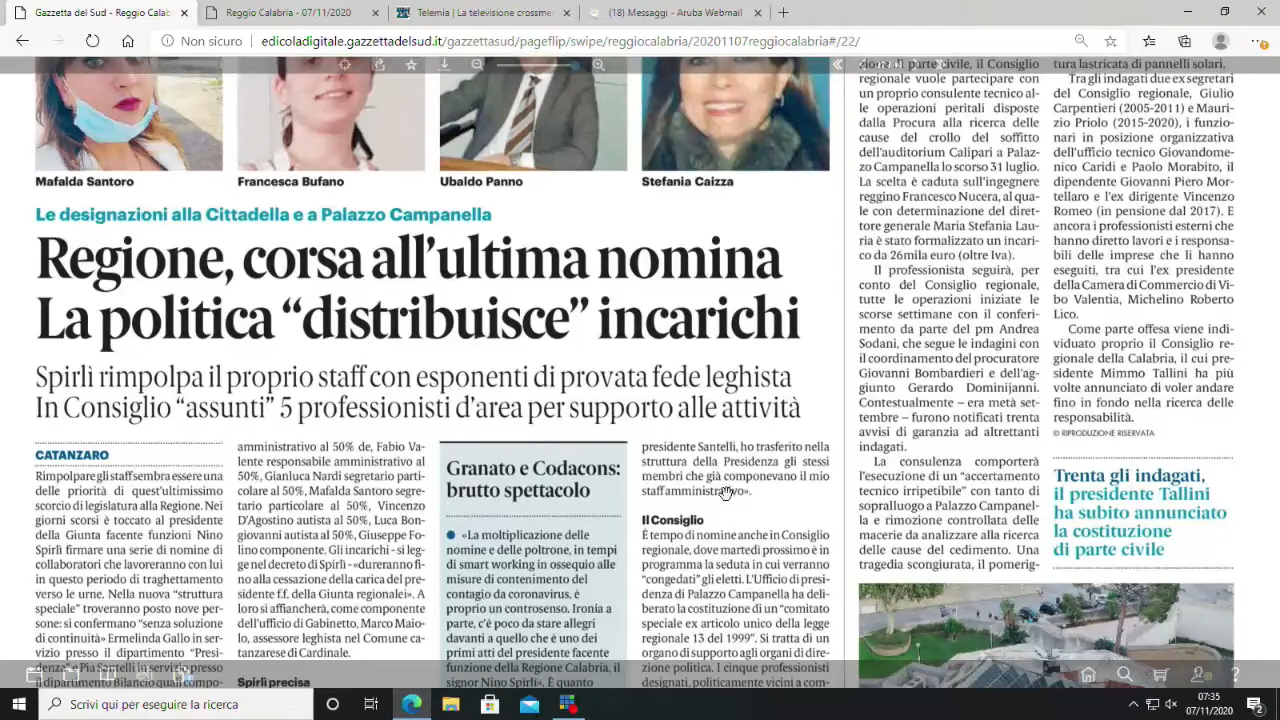 Gazzetta del Sud - Reggio Calab
Reggio Calabria - 07/11/2020
Telemia | La televisione crossme
(18) Messaggi - Aruba Webmail
Non sicuro
edicoladigitale.gazzettadelsud.it/gazzettasud/pageflip/swipe/reggiocalabria/20201107reggiocalabria#/22/
Mafalda Santoro
Francesca Bufano
Ubaldo Panno
Stefania Caizza
Le designazioni alla Cittadella e a Palazzo Campanella
Regione, corsa all'ultima nomina
La politica “distribuisce” incarichi
Spirlì rimpolpa il proprio staff con esponenti di provata fede leghista
In Consiglio “assunti” 5 professionisti d'area per supporto alle attività
CATANZARO
Rimpolpare gli staff sembra essere una
delle priorità di quest'ultimissimo
scorcio di legislatura alla Regione. Nei
giorni scorsi è toccato al presidente
della Giunta facente funzioni Nino
Spirlì firmare una serie di nomine di
collaboratori che lavoreranno con lui
in questo periodo di traghettamento
verso le urne. Nella nuova “struttura
speciale” troveranno posto nove per-
sone: si confermano “senza soluzione
di continuità» Ermelinda Gallo in ser-
vizio presso il dipartimento “Presi-
denza” e Pia Santelli in servizio presso
il dipartimento Bilancio quali compo-
amministrativo al 50% de, Fabio Va-
lente responsabile amministrativo al
50%, Gianluca Nardi segretario parti-
colare al 50%, Mafalda Santoro segre-
tario particolare al 50%, Vincenzo
D'Agostino autista al 50%, Luca Bon-
giovanni autista al 50%, Giuseppe Fo-
lino componente. Gli incarichi - si leg-
ge nel decreto di Spirlì - «dureranno fi-
no alla cessazione della carica del pre-
sidente f.f. della Giunta regionale». A
loro si affiancherà, come componente
dell'ufficio di Gabinetto, Marco Maio-
lo, assessore leghista nel Comune ca-
tanzarese di Cardinale.
Spirlì precisa
Granato e Codacons:
brutto spettacolo
«La moltiplicazione delle
nomine e delle poltrone, in tempi
di smart working in ossequio alle
misure di contenimento del
contagio da coronavirus, è
proprio un controsenso. Ironia a
parte, c'è poco da stare allegri
davanti a quello che è uno dei
primi atti del presidente facente
funzione della Regione Calabria, il
signor Nino Spirlì». È quanto
presidente Santelli, ho trasferito nella
struttura della Presidenza gli stessi
membri che già componevano il mio
staff amministrativo».
Il Consiglio
È tempo di nomine anche in Consiglio
regionale, dove martedì prossimo è in
programma la seduta in cui verranno
“congedati” gli eletti. L'Ufficio di presi-
denza di Palazzo Campanella ha deli-
berato la costituzione di un “comitato
speciale ex articolo unico della legge
regionale 13 del 1999”. Si tratta di un
organo di supporto agli organi di dire-
zione politica. I cinque professionisti
designati, politicamente vicini a com-
zione di parte civile, il Consiglio
regionale vuole partecipare con
un proprio consulente tecnico al-
le operazioni peritali disposte
dalla Procura alla ricerca delle
cause del crollo del soffitto
dell'auditorium Calipari a Palaz-
zo Campanella lo scorso 31 luglio.
La scelta è caduta sull'ingegnere
reggino Francesco Nucera, al qua-
le con determinazione del diret-
tore generale Maria Stefania Lau-
ria è stato formalizzato un incari-
co da 26mila euro (oltre Iva).
Il professionista seguirà, per
conto del Consiglio regionale,
tutte le operazioni iniziate le
scorse settimane con il conferi-
mento da parte del pm Andrea
Sodani, che segue le indagini con
il coordinamento del procuratore
Giovanni Bombardieri e dell'ag-
giunto Gerardo Dominijanni.
Contestualmente – era metà set-
tembre – furono notificati trenta
avvisi di garanzia ad altrettanti
indagati.
La consulenza comporterà
l'esecuzione di un “accertamento
tecnico irripetibile” con tanto di
sopralluogo a Palazzo Campanel-
la e rimozione controllata delle
macerie da analizzare alla ricerca
delle cause del cedimento. Una
tragedia scongiurata, il pomerig-
tura lastricata di pannelli solari.
Tra gli indagati due ex segretari
del Consiglio regionale, Giulio
Carpentieri (2005-2011) e Mauri-
zio Priolo (2015-2020), i funzio-
nari in posizione organizzativa
dell'ufficio tecnico Giovandome-
nico Caridi e Paolo Morabito, il
dipendente Giovanni Piero Mor-
tellaro e l'ex dirigente Vincenzo
Romeo (in pensione dal 2017). E
ancora i professionisti esterni che
hanno diretto lavori e i responsa-
bili delle imprese che li hanno
eseguiti, tra cui l'ex presidente
della Camera di Commercio di Vi-
bo Valentia, Michelino Roberto
Lico.
Come parte offesa viene indi-
viduato proprio il Consiglio re-
gionale della Calabria, il cui pre-
sidente Mimmo Tallini ha più
volte annunciato di voler andare
fino in fondo nella ricerca delle
responsabilità.
© RIPRODUZIONE RISERVATA
Trenta gli indagati,
il presidente Tallini
ha subito annunciato
la costituzione
di parte civile
Scrivi qui per eseguire la ricerca
07:35
07/11/2020
2